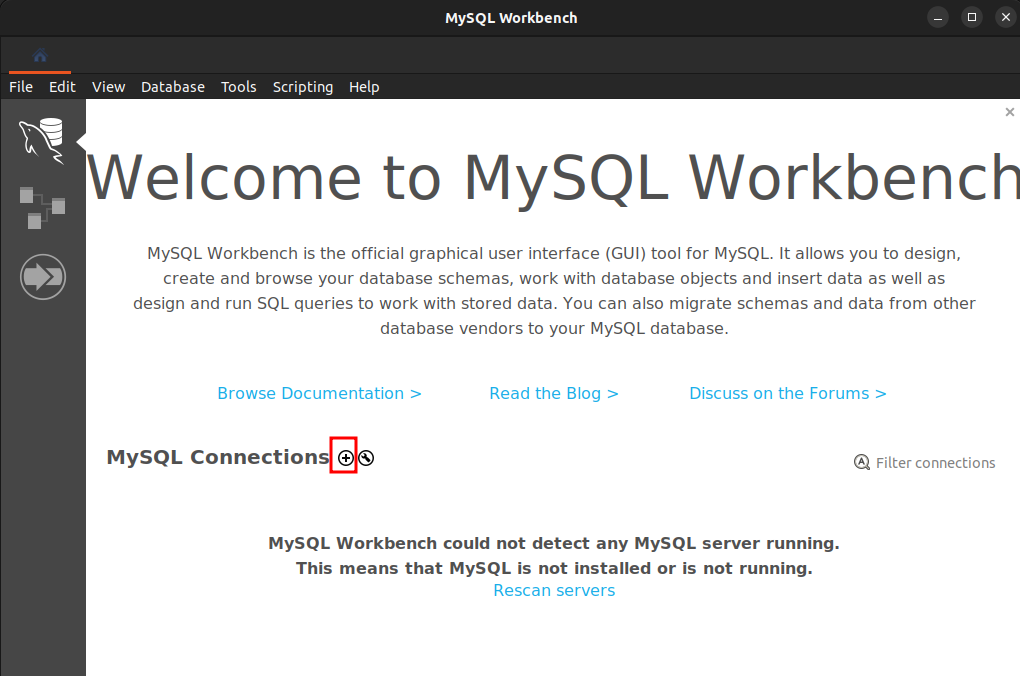 MySQL Workbench
File Edit View Database Tools Scripting Help
Welcome to MySQL Workbench
MySQL Workbench is the official graphical user interface (GUI) tool for MySQL. It allows you to design,
create and browse your database schemas, work with database objects and insert data as well as
design and run SQL queries to work with stored data. You can also migrate schemas and data from other
database vendors to your MySQL database.
Browse Documentation > Read the Blog > Discuss on the Forums >
MySQL Connections
Filter connections
MySQL Workbench could not detect any MySQL server running.
This means that MySQL is not installed or is not running.
Rescan servers